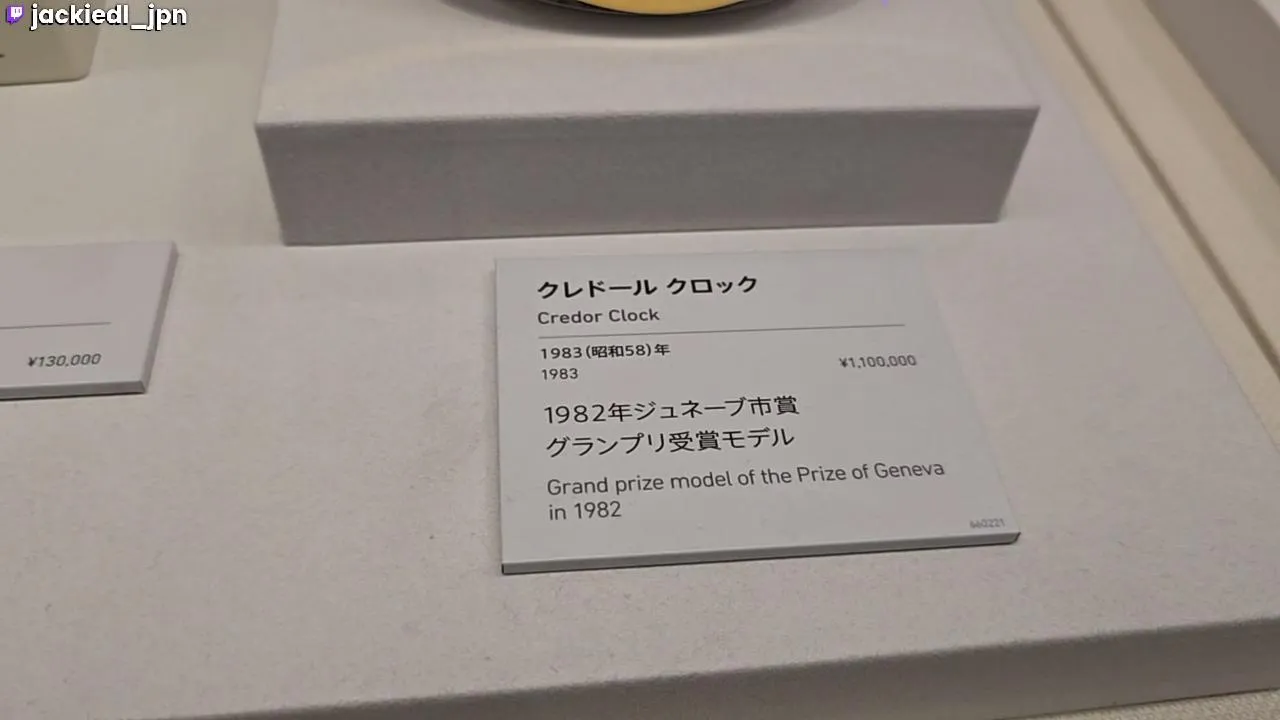 jackiedl_jpn
クレドール クロック
Credor Clock
1983(昭和58)年
1983
¥1,100,000
1982年ジュネーブ市賞
グランプリ受賞モデル
Grand prize model of the Prize of Geneva
in 1982
660221
¥130,000